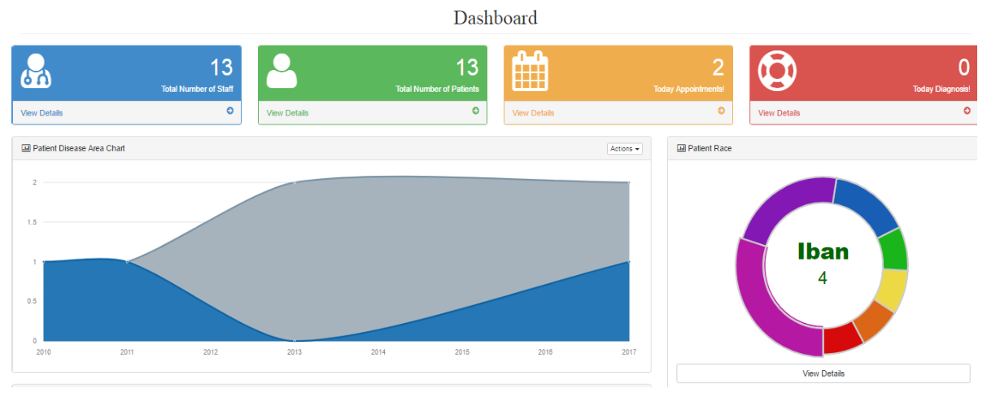 Dashboard
13
Total Number of Staff
View Details
13
Total Number of Patients
View Details
2
Today Appointments!
View Details
0
Today Diagnosis!
View Details
Patient Disease Area Chart
Actions
2
1.5
1
0.5
0
2010 2011 2012 2013 2014 2015 2016 2017
Patient Race
Iban
4
View Details